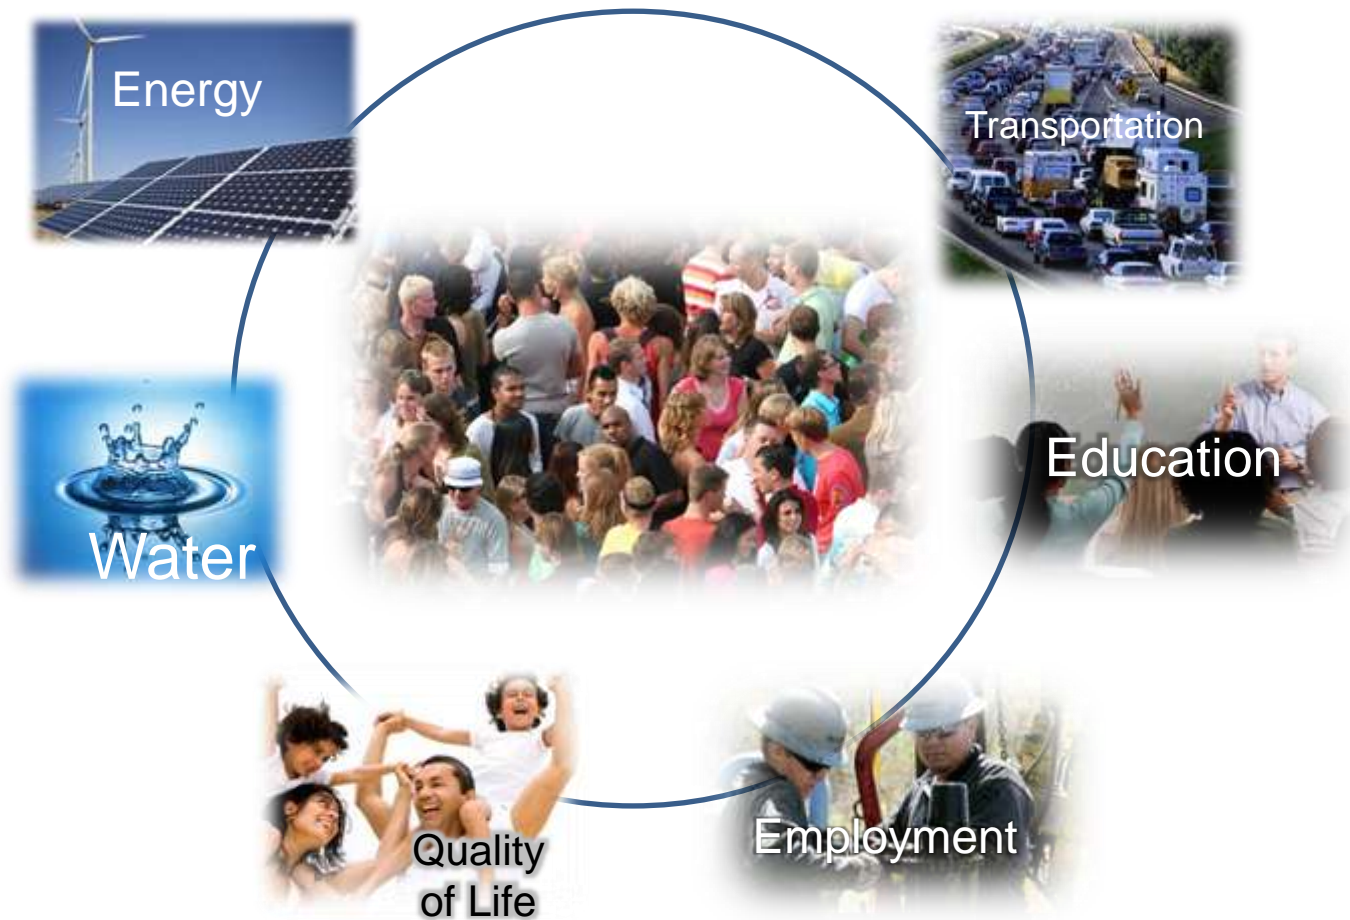 Energy
Transportation
Education
Water
Employment
Quality
of Life